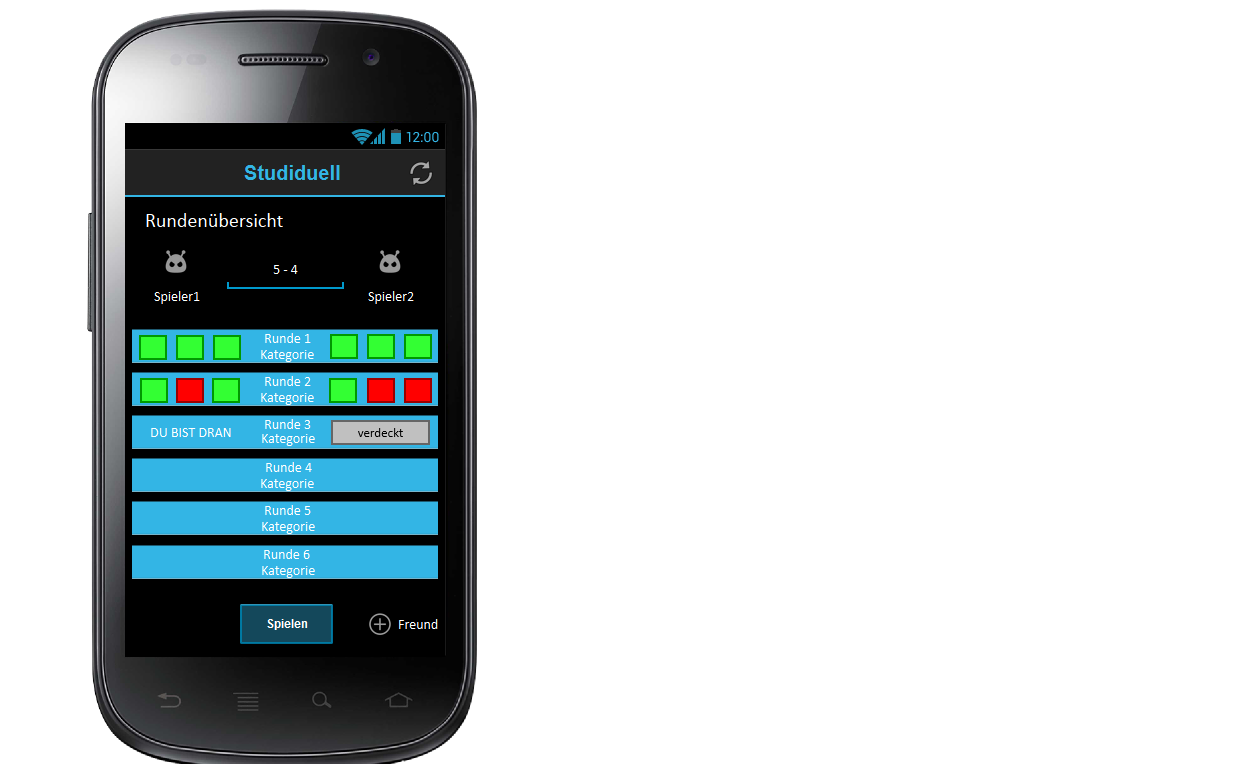 12:00
Studiduell
Rundenübersicht
5 - 4
Spieler1
Spieler2
Runde 1
Kategorie
Runde 2
Kategorie
DU BIST DRAN
Runde 3
Kategorie
verdeckt
Runde 4
Kategorie
Runde 5
Kategorie
Runde 6
Kategorie
Spielen
Freund